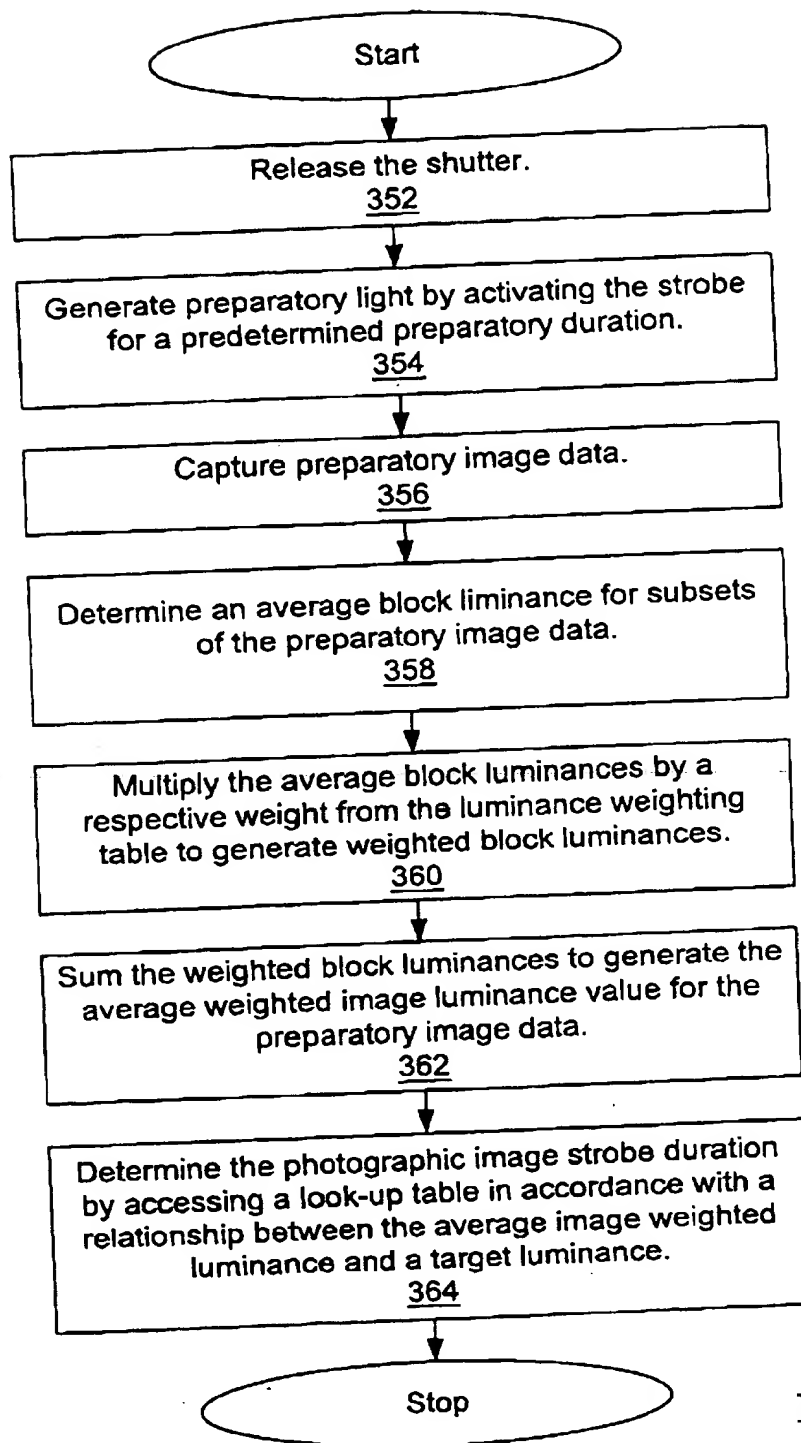 Start
Release the shutter.
352
Generate preparatory light by activating the strobe
for a predetermined preparatory duration.
354
Capture preparatory image data.
356
Determine an average block liminance for subsets
of the preparatory image data.
358
Multiply the average block luminances by a
respective weight from the luminance weighting
table to generate weighted block luminances.
360
Sum the weighted block luminances to generate the
average weighted image luminance value for the
preparatory image data.
362
Determine the photographic image strobe duration
by accessing a look-up table in accordance with a
relationship between the average image weighted
luminance and a target luminance.
364
Stop